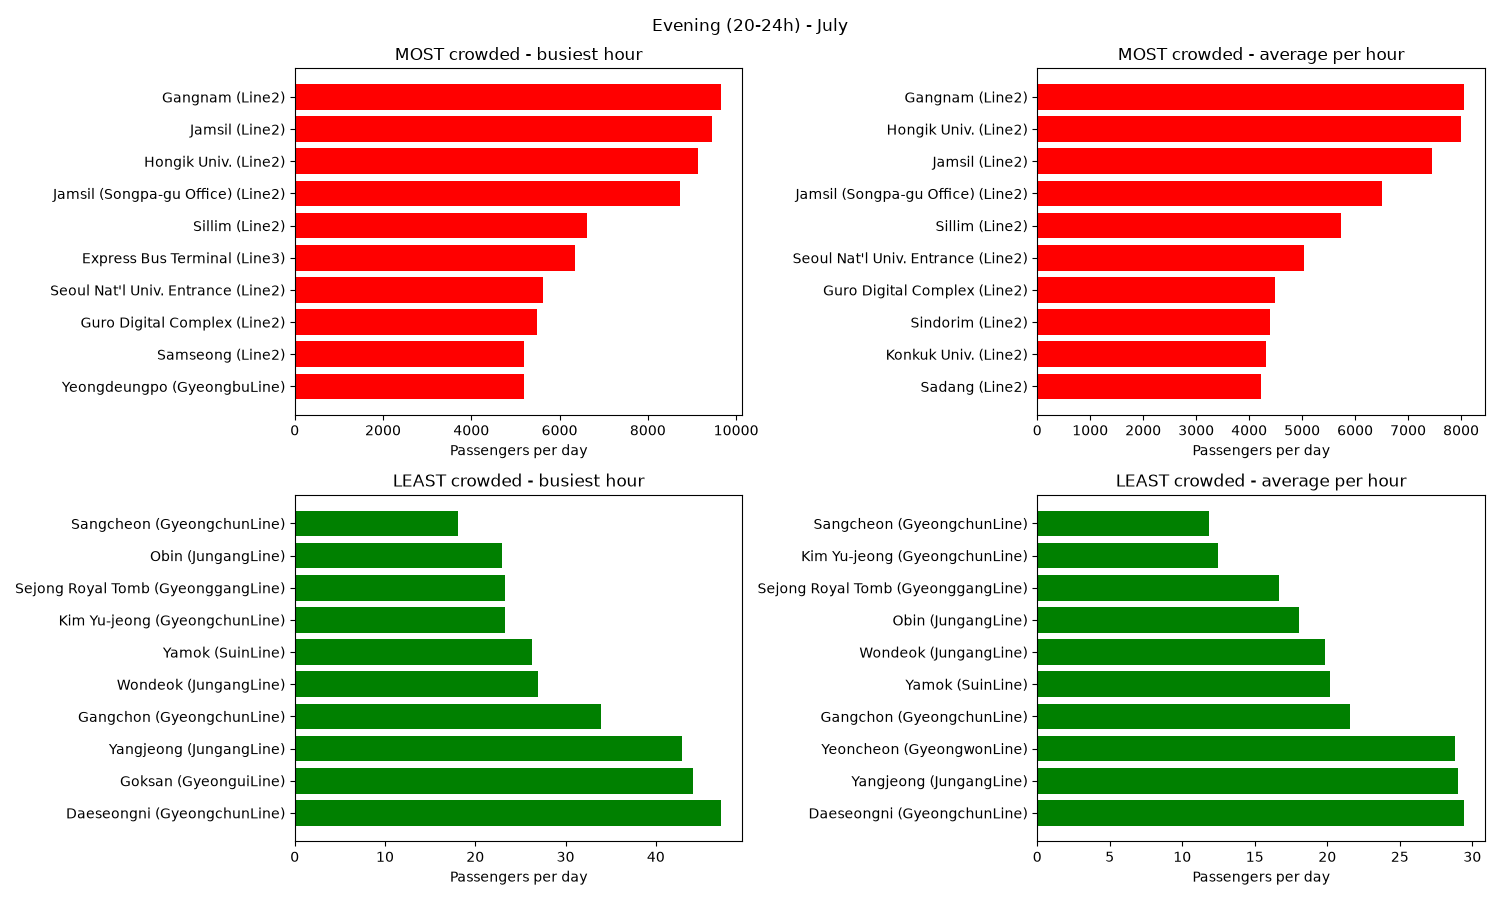 Evening (20-24h) - July
MOST crowded - busiest hour
Gangnam (Line2)
Jamsil (Line2)
Hongik Univ. (Line2)
Jamsil (Songpa-gu Office) (Line2)
Sillim (Line2)
Express Bus Terminal (Line3)
Seoul Nat'l Univ. Entrance (Line2)
Guro Digital Complex (Line2)
Samseong (Line2)
Yeongdeungpo (GyeongbuLine)
0 2000 4000 6000 8000 10000
Passengers per day
MOST crowded - average per hour
Gangnam (Line2)
Hongik Univ. (Line2)
Jamsil (Line2)
Jamsil (Songpa-gu Office) (Line2)
Sillim (Line2)
Seoul Nat'l Univ. Entrance (Line2)
Guro Digital Complex (Line2)
Sindorim (Line2)
Konkuk Univ. (Line2)
Sadang (Line2)
0 1000 2000 3000 4000 5000 6000 7000 8000
Passengers per day
LEAST crowded - busiest hour
Sangcheon (GyeongchunLine)
Obin (JungangLine)
Sejong Royal Tomb (GyeonggangLine)
Kim Yu-jeong (GyeongchunLine)
Yamok (SuinLine)
Wondeok (JungangLine)
Gangchon (GyeongchunLine)
Yangjeong (JungangLine)
Goksan (GyeonguiLine)
Daeseongni (GyeongchunLine)
0 10 20 30 40
Passengers per day
LEAST crowded - average per hour
Sangcheon (GyeongchunLine)
Kim Yu-jeong (GyeongchunLine)
Sejong Royal Tomb (GyeonggangLine)
Obin (JungangLine)
Wondeok (JungangLine)
Yamok (SuinLine)
Gangchon (GyeongchunLine)
Yeoncheon (GyeongwonLine)
Yangjeong (JungangLine)
Daeseongni (GyeongchunLine)
0 5 10 15 20 25 30
Passengers per day